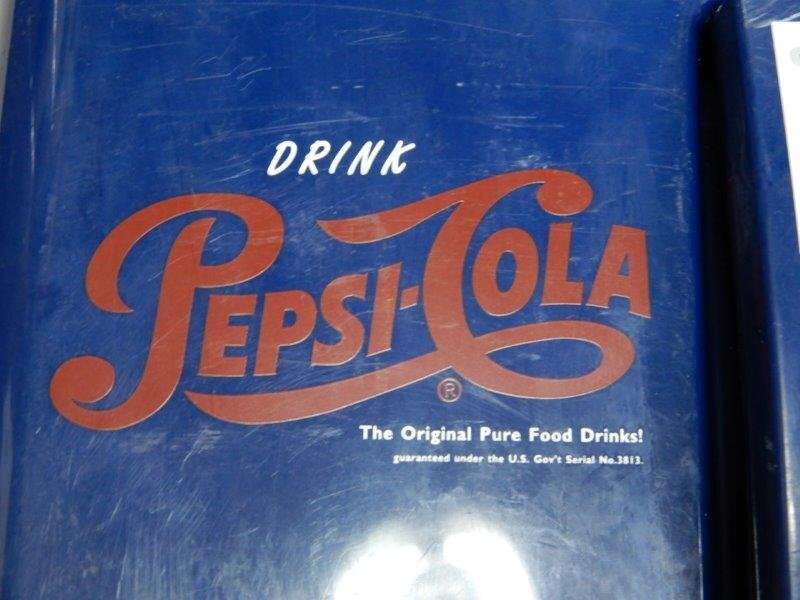 DRINK
PEPSI-COLA
®
The Original Pure Food Drinks!
guaranteed under the U.S. Gov't Serial No.3813.